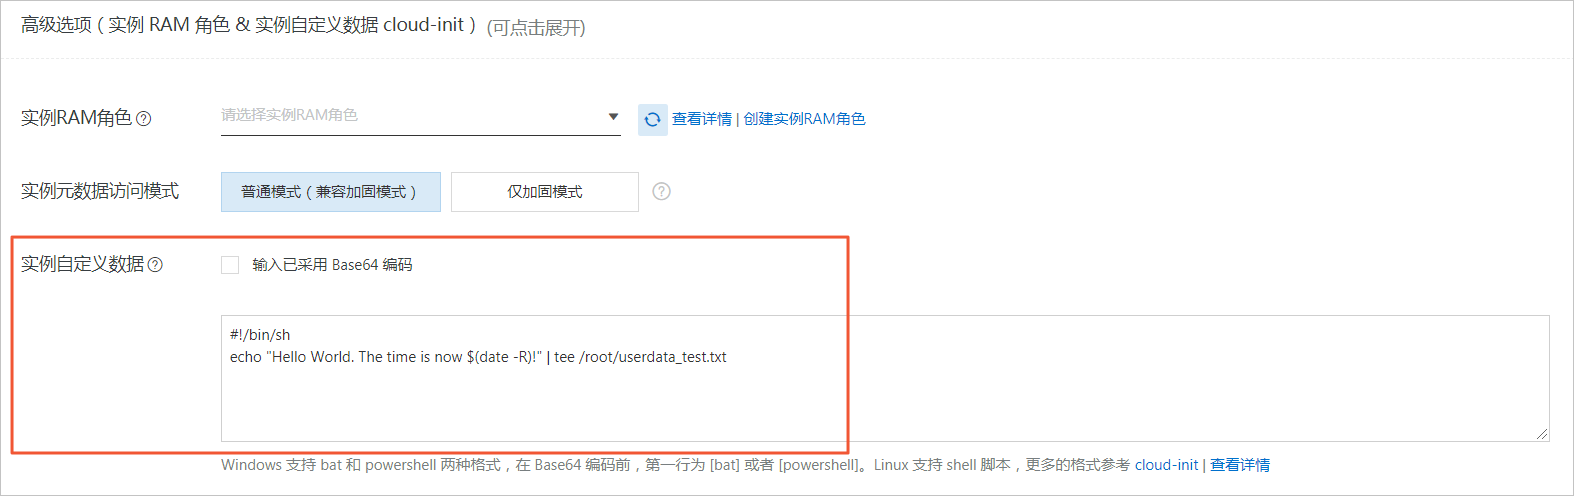 高级选项（实例 RAM 角色 & 实例自定义数据 cloud-init） (可点击展开)
实例RAM角色 ? 请选择实例RAM角色 查看详情 | 创建实例RAM角色
实例元数据访问模式 普通模式（兼容加固模式） 仅加固模式 ?
实例自定义数据 ? 输入已采用 Base64 编码
#!/bin/sh
echo "Hello World. The time is now $(date -R)!" | tee /root/userdata_test.txt
Windows 支持 bat 和 powershell 两种格式，在 Base64 编码前，第一行为 [bat] 或者 [powershell]。Linux 支持 shell 脚本，更多的格式参考 cloud-init | 查看详情